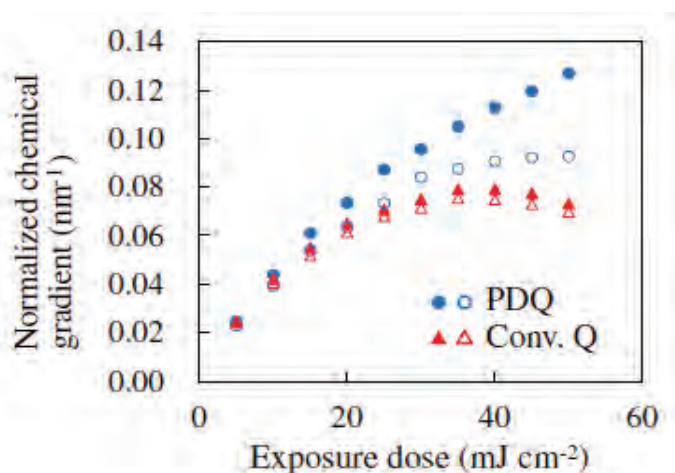 Normalized chemical
gradient (nm⁻¹)
0.14
0.12
0.10
0.08
0.06
0.04
0.02
0.00
PDQ
Conv. Q
0
20
40
60
Exposure dose (mJ cm⁻²)